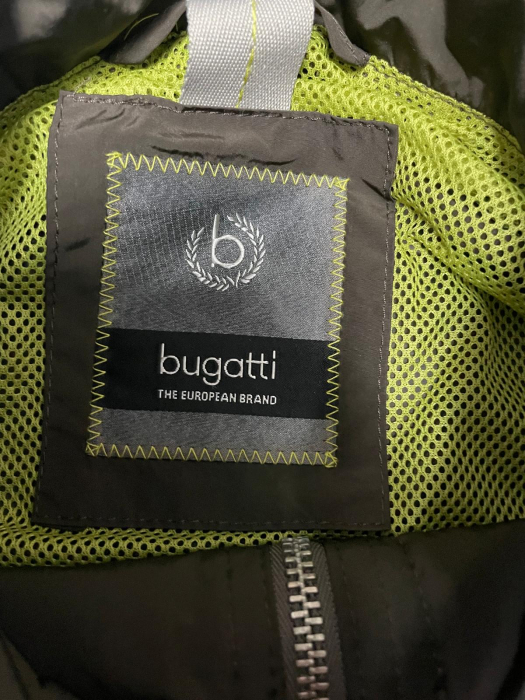 b
bugatti
THE EUROPEAN BRAND